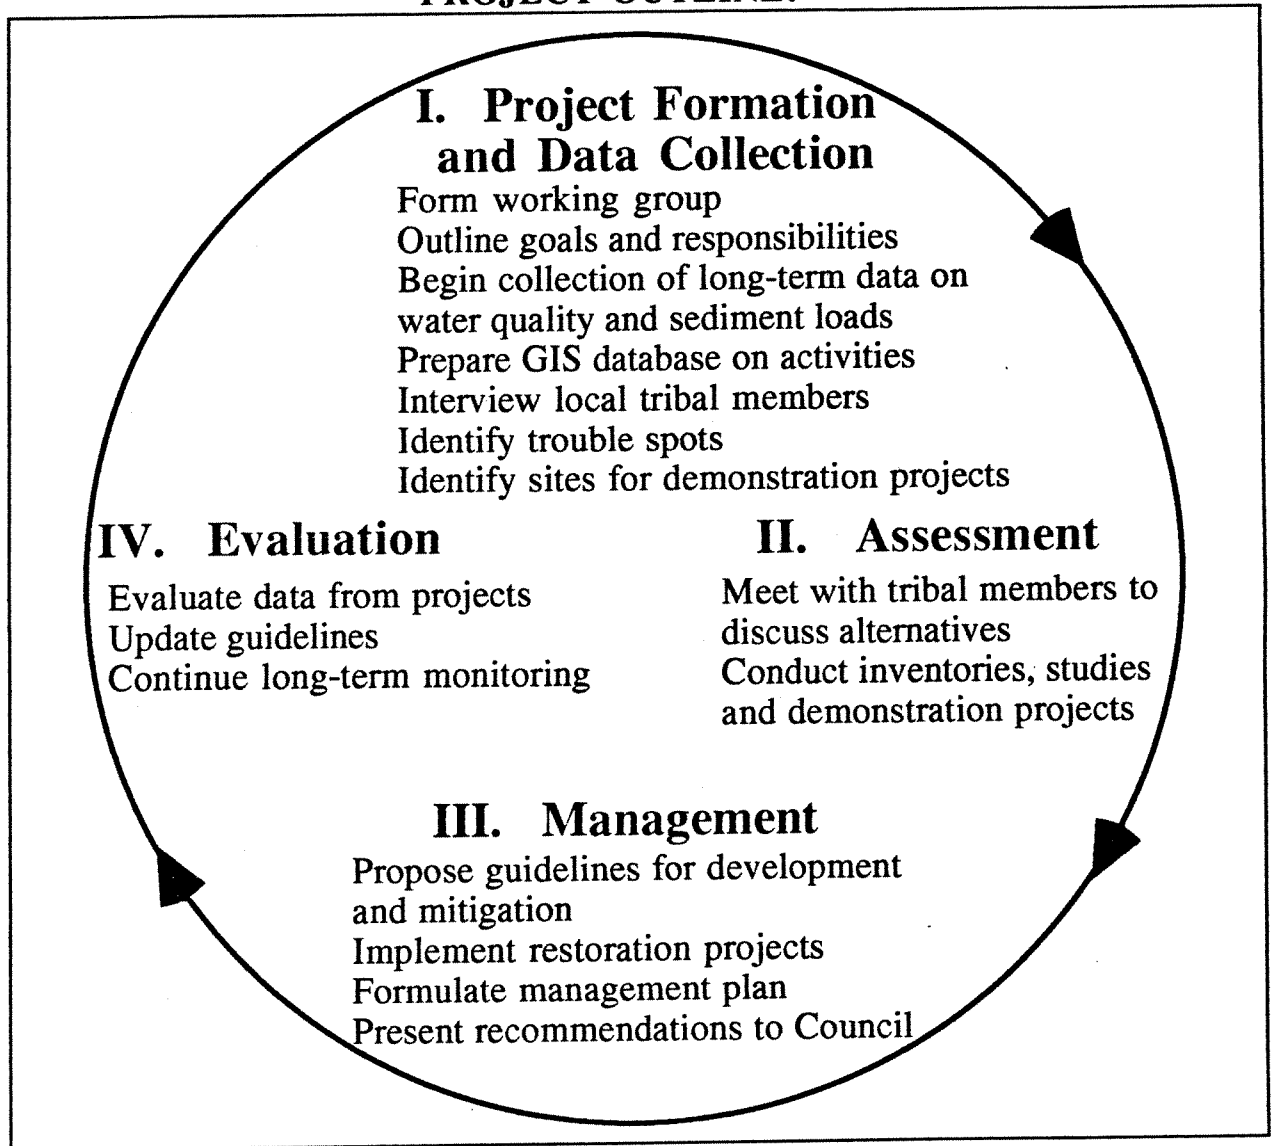 PROJECT OUTLINE:
I. Project Formation
and Data Collection
Form working group
Outline goals and responsibilities
Begin collection of long-term data on
water quality and sediment loads
Prepare GIS database on activities
Interview local tribal members
Identify trouble spots
Identify sites for demonstration projects
IV. Evaluation
Evaluate data from projects
Update guidelines
Continue long-term monitoring
II. Assessment
Meet with tribal members to
discuss alternatives
Conduct inventories, studies
and demonstration projects
III. Management
Propose guidelines for development
and mitigation
Implement restoration projects
Formulate management plan
Present recommendations to Council